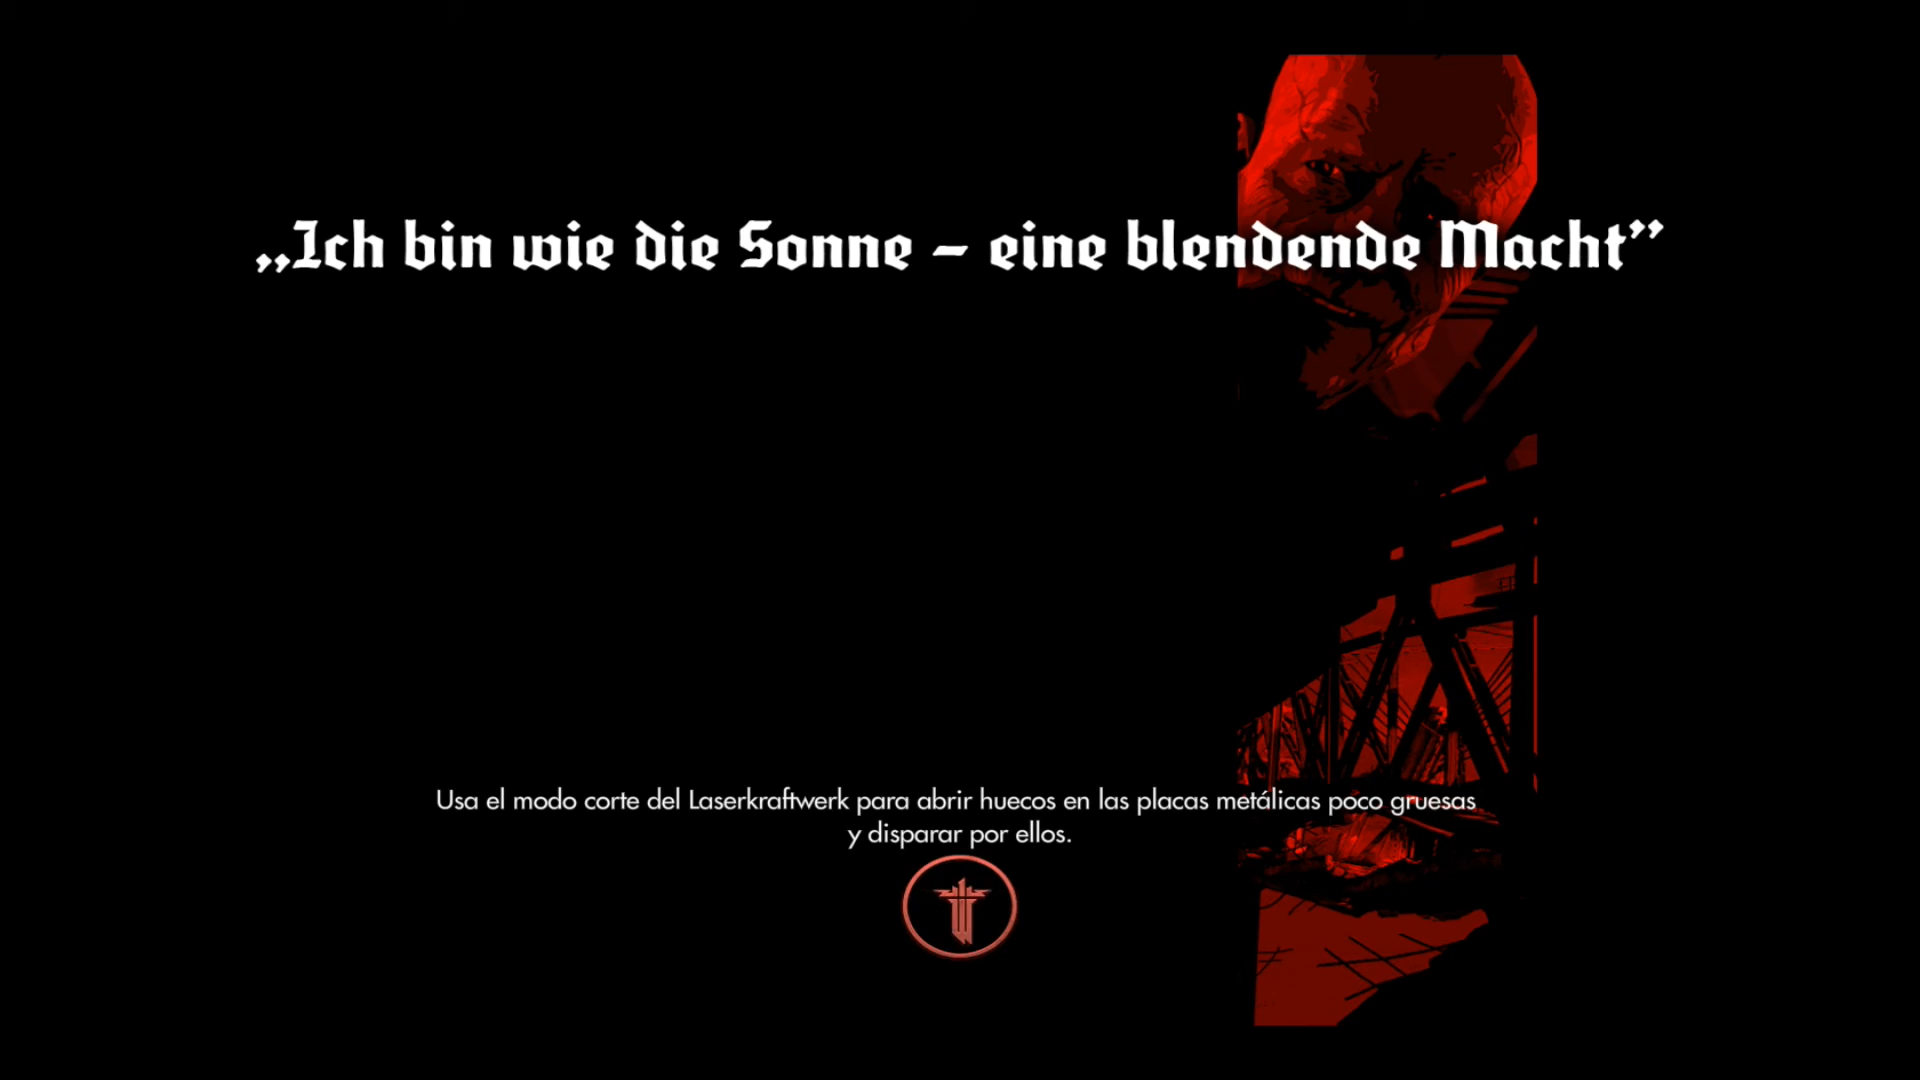 „Ich bin wie die Sonne – eine blendende Macht”
Usa el modo corte del Laserkraftwerk para abrir huecos en las placas metálicas poco gruesas
y disparar por ellos.